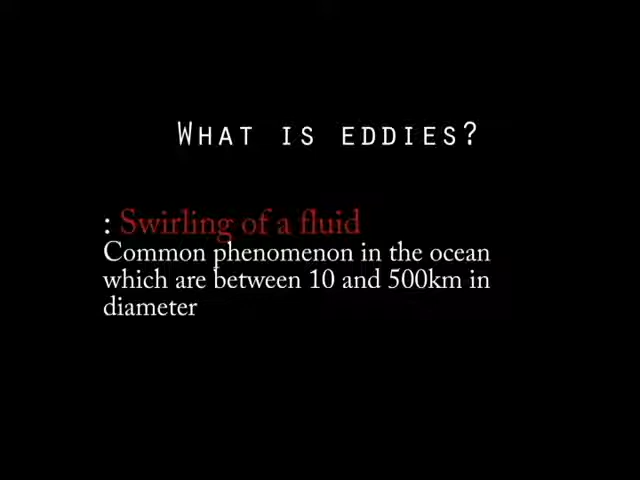 What is eddies?
: Swirling of a fluid
Common phenomenon in the ocean
which are between 10 and 500km in
diameter